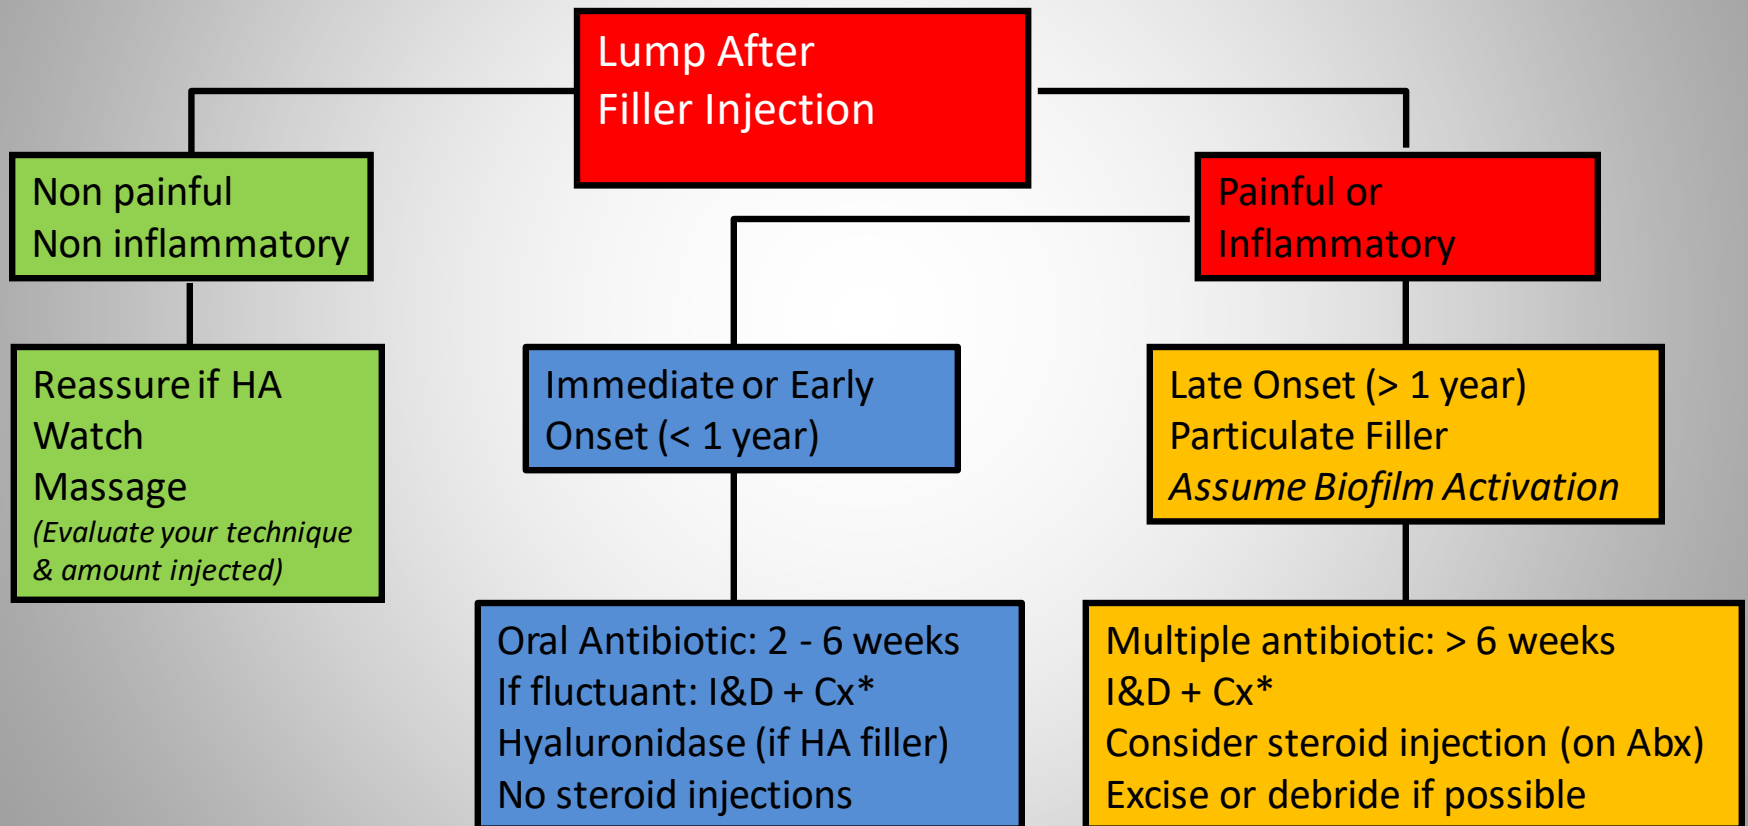 Lump After
Filler Injection
Non painful
Non inflammatory
Painful or
Inflammatory
Reassure if HA
Watch
Massage
(Evaluate your technique
& amount injected)
Immediate or Early
Onset (< 1 year)
Late Onset (> 1 year)
Particulate Filler
Assume Biofilm Activation
Oral Antibiotic: 2 - 6 weeks
If fluctuant: I&D + Cx*
Hyaluronidase (if HA filler)
No steroid injections
Multiple antibiotic: > 6 weeks
I&D + Cx*
Consider steroid injection (on Abx)
Excise or debride if possible